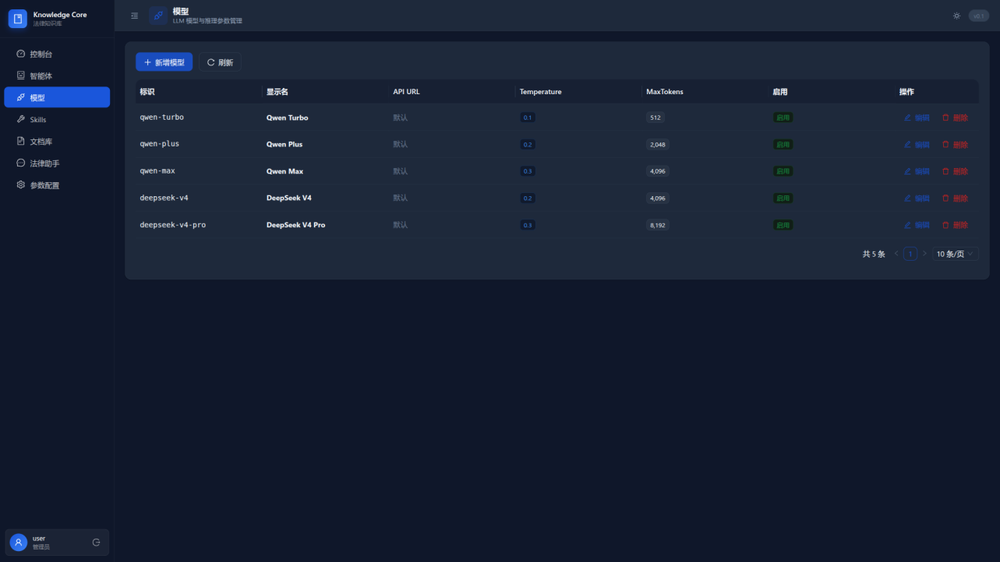 Knowledge Core
法律知识库
控制台
智能体
模型
Skills
文档库
法律助手
参数配置
user
管理员
模型
LLM 模型与推理参数管理
v0.1
新增模型
刷新
标识 显示名 API URL Temperature MaxTokens 启用 操作
qwen-turbo Qwen Turbo 默认 0.1 512 启用 编辑 删除
qwen-plus Qwen Plus 默认 0.2 2,048 启用 编辑 删除
qwen-max Qwen Max 默认 0.3 4,096 启用 编辑 删除
deepseek-v4 DeepSeek V4 默认 0.2 4,096 启用 编辑 删除
deepseek-v4-pro DeepSeek V4 Pro 默认 0.3 8,192 启用 编辑 删除
共 5 条 1 10 条/页